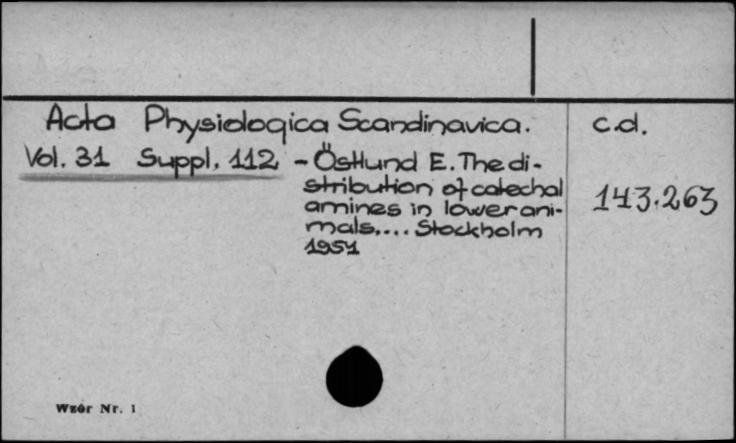 Acta Physiologica Scandinavica. c.d.
Vol. 31 Suppl. 112 - Östlund E. The di-
stribution of catechol
amines in lower ani-
mals,... Stockholm
1951
143.263
Wzór Nr. 1